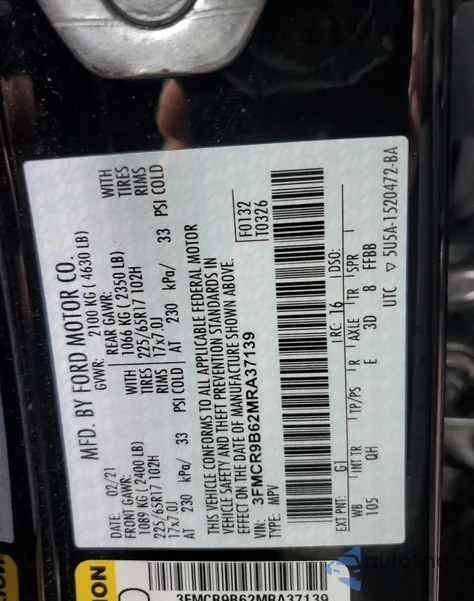 MFD. BY FORD MOTOR CO.
DATE: 02/21 GVWR: 2100 KG ( 4630 LB)
FRONT GAWR: REAR GAWR:
1089 KG ( 2400 LB) WITH 1066 KG ( 2350 LB) WITH
225/65R17 102H TIRES 225/65R17 102H TIRES
17x7.0J RIMS 17x7.0J RIMS
AT 230 kPa/ 33 PSI COLD AT 230 kPa/ 33 PSI COLD
THIS VEHICLE CONFORMS TO ALL APPLICABLE FEDERAL MOTOR
VEHICLE SAFETY AND THEFT PREVENTION STANDARDS IN
EFFECT ON THE DATE OF MANUFACTURE SHOWN ABOVE.
F0132
T0326
VIN: 3FMCR9B62MRA37139
TYPE: MPV
EXT PNT: G1 RC: 16 DSO:
WB INT TR TP/PS R AXLE TR SPR
105 QH E 3D 8 FFBB
UTC ▽ 5U5A-1520472-BA
3FMCR9B62MRA37139